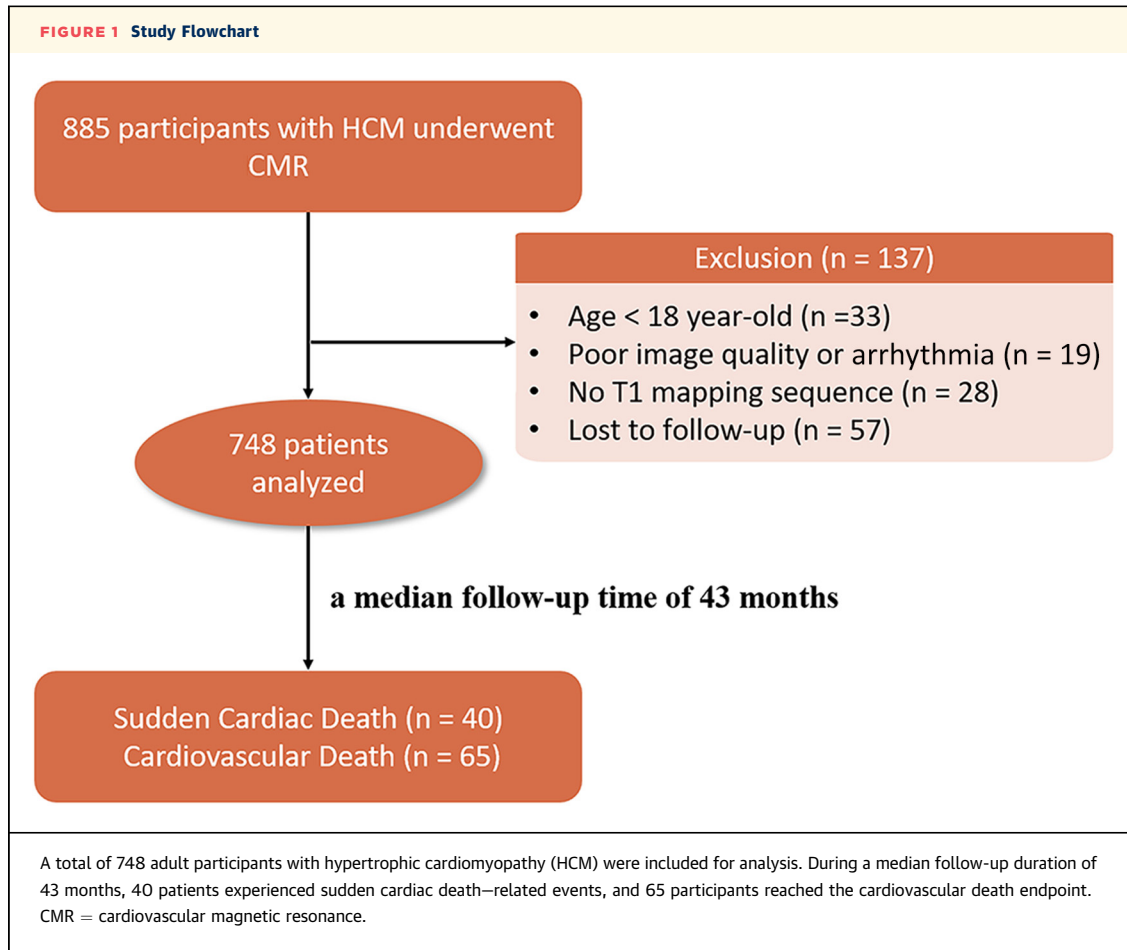 FIGURE 1 Study Flowchart
885 participants with HCM underwent
CMR
Exclusion (n = 137)
• Age < 18 year-old (n =33)
• Poor image quality or arrhythmia (n = 19)
• No T1 mapping sequence (n = 28)
• Lost to follow-up (n = 57)
748 patients
analyzed
a median follow-up time of 43 months
Sudden Cardiac Death (n = 40)
Cardiovascular Death (n = 65)
A total of 748 adult participants with hypertrophic cardiomyopathy (HCM) were included for analysis. During a median follow-up duration of
43 months, 40 patients experienced sudden cardiac death–related events, and 65 participants reached the cardiovascular death endpoint.
CMR = cardiovascular magnetic resonance.